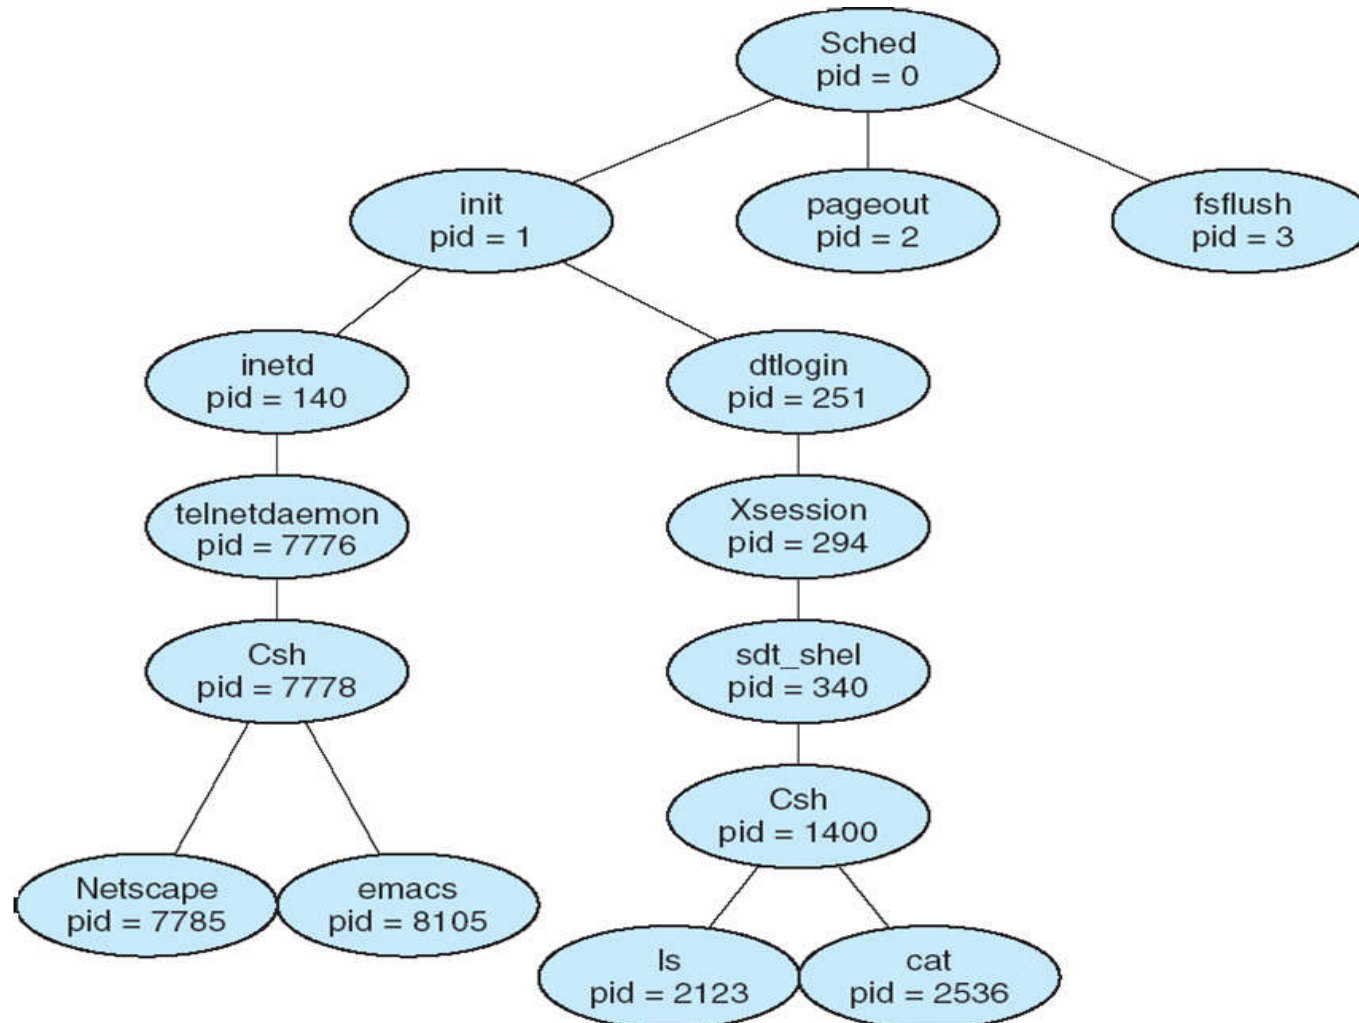 Sched
pid = 0
init
pid = 1
pageout
pid = 2
fsflush
pid = 3
inetd
pid = 140
dtlogin
pid = 251
telnetdaemon
pid = 7776
Xsession
pid = 294
Csh
pid = 7778
sdt_shel
pid = 340
Csh
pid = 1400
Netscape
pid = 7785
emacs
pid = 8105
ls
pid = 2123
cat
pid = 2536